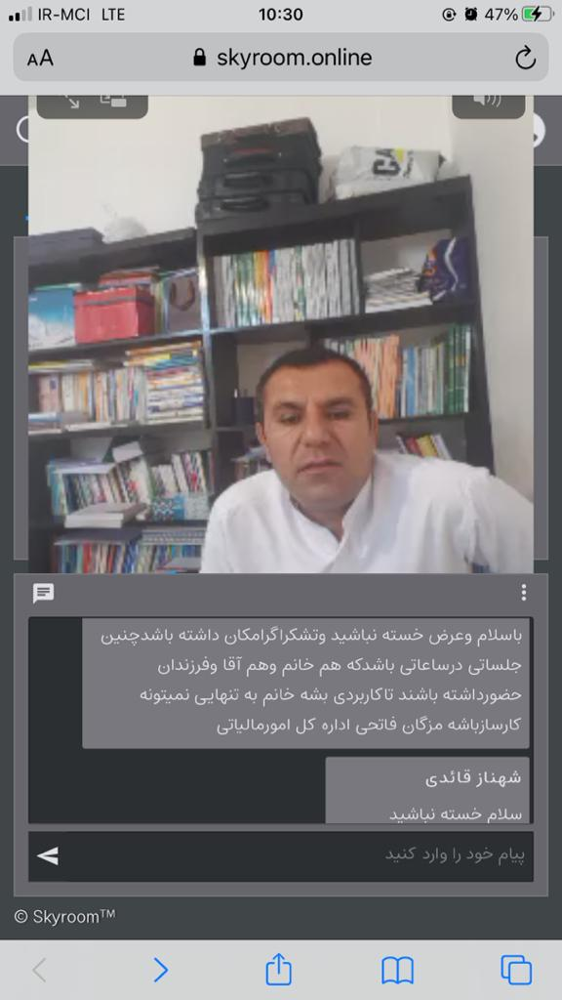 IR-MCI LTE 10:30 47%
AA skyroom.online
CA
باسلام وعرض خسته نباشید وتشکراگرامکان داشته باشدچنین
جلساتی درساعاتی باشدکه هم خانم وهم آقا وفرزندان
حضورداشته باشند تاکاربردی بشه خانم به تنهایی نمیتونه
کارسازباشه مزگان فاتحی اداره کل امورمالیاتی
شهناز قائدی
سلام خسته نباشید
پیام خود را وارد کنید
© Skyroom™